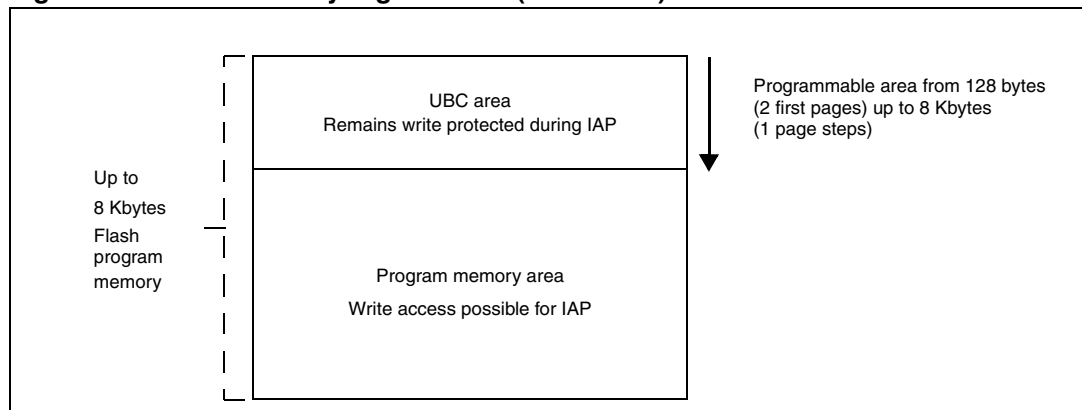 UBC area
Remains write protected during IAP
Programmable area from 128 bytes
(2 first pages) up to 8 Kbytes
(1 page steps)
Up to
8 Kbytes
Flash
program
memory
Program memory area
Write access possible for IAP